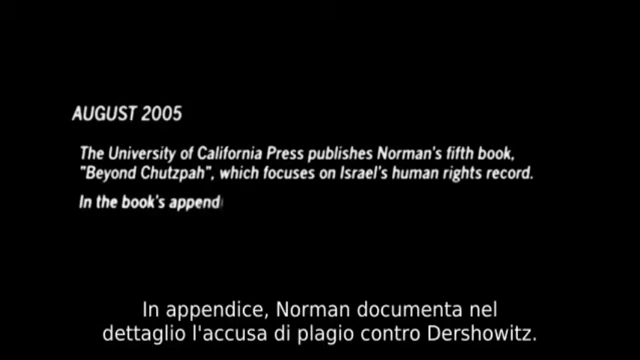 AUGUST 2005
The University of California Press publishes Norman's fifth book,
"Beyond Chutzpah", which focuses on Israel's human rights record.
In the book's append
In appendice, Norman documenta nel
dettaglio l'accusa di plagio contro Dershowitz.